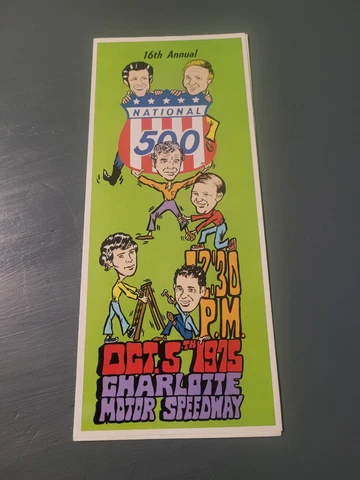 16th Annual
NATIONAL
500
12:30
P.M.
OCT. 5TH 1975
CHARLOTTE
MOTOR SPEEDWAY